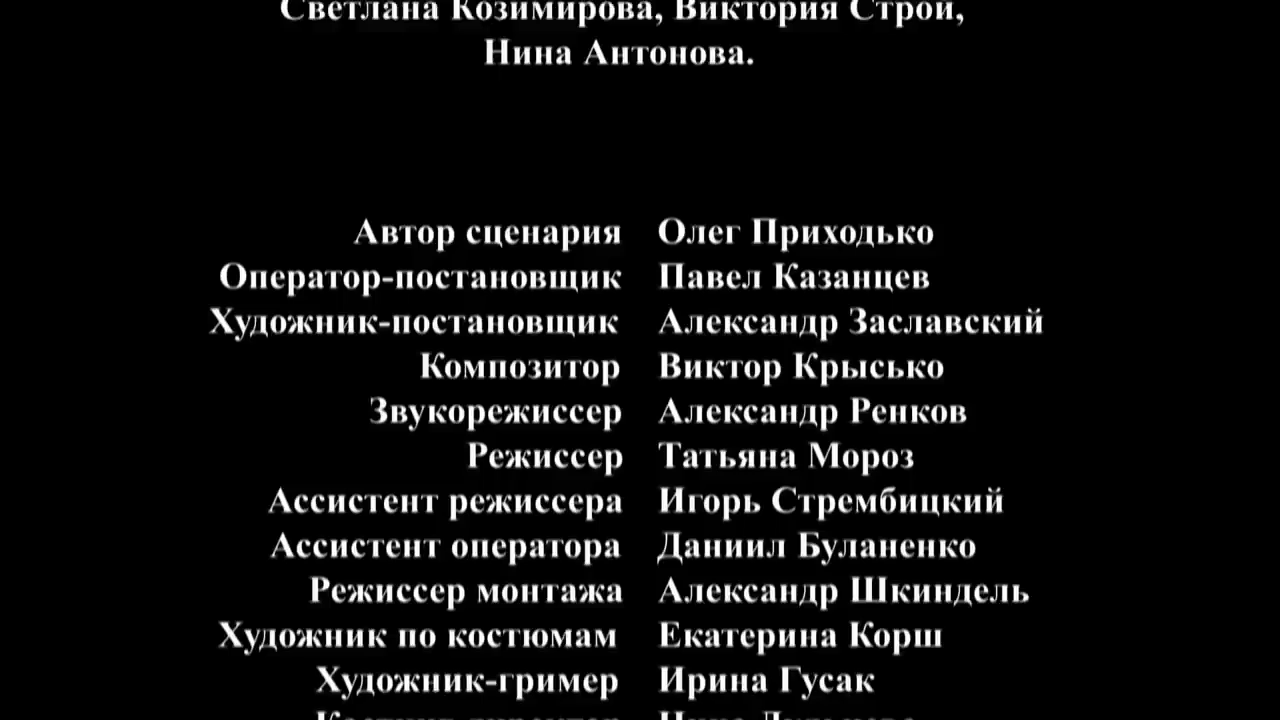 Светлана Козимирова, Виктория Строй,
Нина Антонова.
Автор сценария Олег Приходько
Оператор-постановщик Павел Казанцев
Художник-постановщик Александр Заславский
Композитор Виктор Крысько
Звукорежиссер Александр Ренков
Режиссер Татьяна Мороз
Ассистент режиссера Игорь Стрембицкий
Ассистент оператора Даниил Буланенко
Режиссер монтажа Александр Шкиндель
Художник по костюмам Екатерина Корш
Художник-гример Ирина Гусак